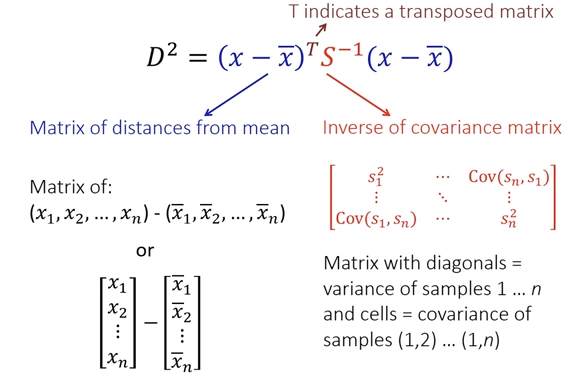 T indicates a transposed matrix
D² = (x − x̅)ᵀS⁻¹(x − x̅)
Matrix of distances from mean
Inverse of covariance matrix
Matrix of:
(x₁, x₂, ..., xₙ) - (x̅₁, x̅₂, ..., x̅ₙ)
or
[x₁ x₂ ⋮ xₙ] − [x̅₁ x̅₂ ⋮ x̅ₙ]
s₁² ⋯ Cov(sₙ, s₁)
⋮ ⋱ ⋮
Cov(s₁, sₙ) ⋯ sₙ²
Matrix with diagonals =
variance of samples 1 ... n
and cells = covariance of
samples (1,2) ... (1,n)